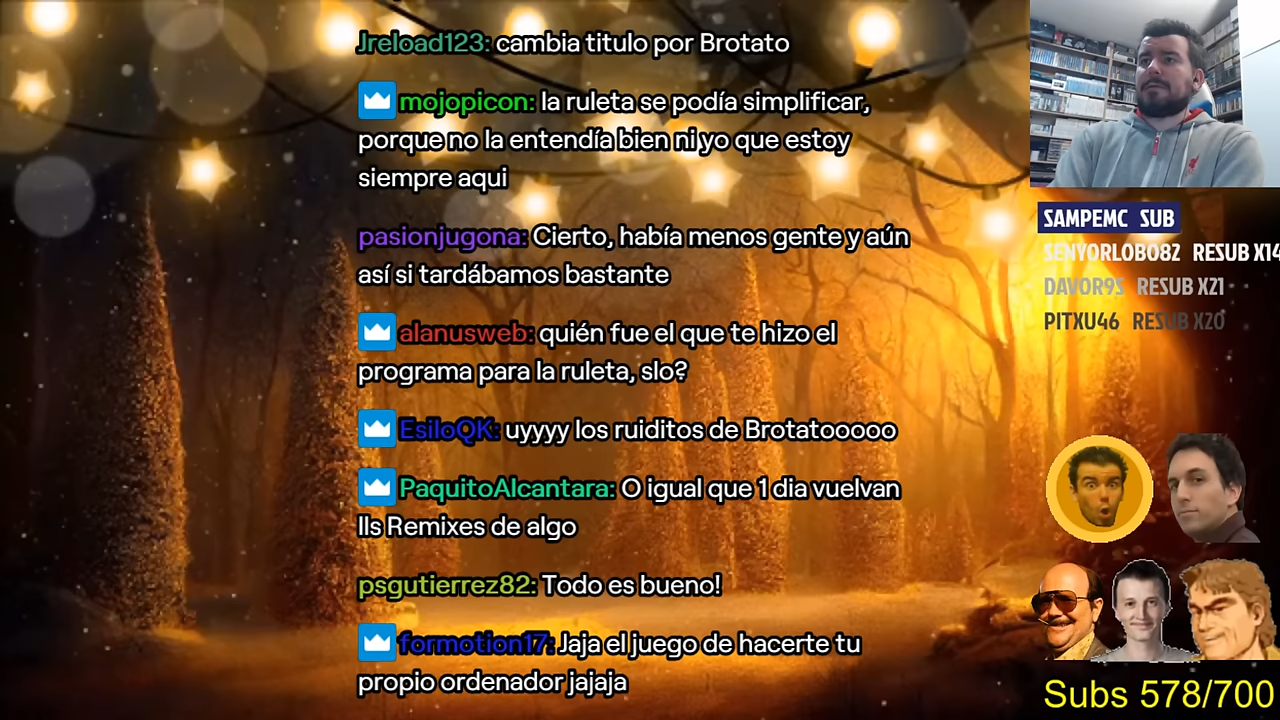 Jreload123: cambia titulo por Brotato
mojopicon: la ruleta se podía simplificar,
porque no la entendía bien ni yo que estoy
siempre aqui
pasionjugona: Cierto, había menos gente y aún
así si tardábamos bastante
alanusweb: quién fue el que te hizo el
programa para la ruleta, slo?
EsiloQK: uyyyy los ruiditos de Brotatooooo
PaquitoAlcantara: O igual que 1 dia vuelvan
lls Remixes de algo
psgutierrez82: Todo es bueno!
formotion17: Jaja el juego de hacerte tu
propio ordenador jajaja
SAMPEMC SUB
SENYORLOBO82 RESUB X14
DAVOR9S RESUB X21
PITXU46 RESUB X20
Subs 578/700